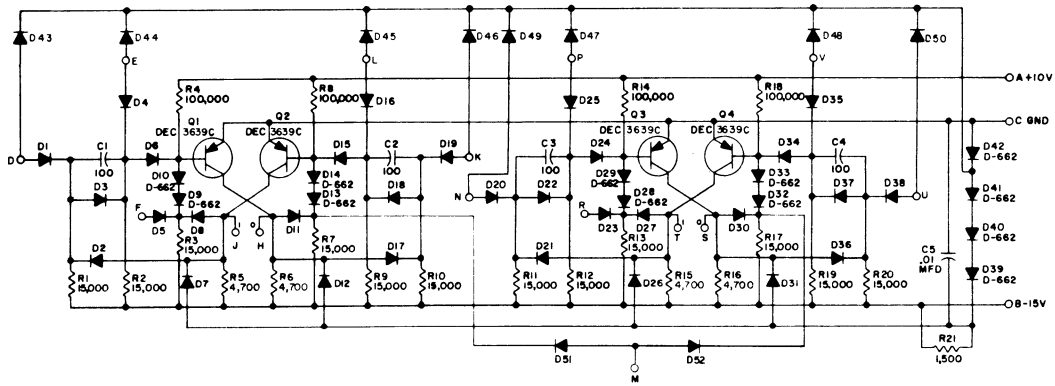 D43 D44 D45 D46 D49 D47 D48 D50
E L P V
A+10V
R4 100,000 R8 100,000 R14 100,000 R18 100,000
D4 D16 D25 D35
Q1 Q2 Q3 Q4
C GND
DEC 3639C DEC 3639C DEC 3639C DEC 3639C
D D1 C1 100 D6 D15 C2 100 D19 K C3 100 D24 D34 C4 100
D42 D-662
D3 D10 D-662 D14 D-662 D18 N D20 D22 D29 D-662 D33 D-662 D37 D38 U
D41 D-662
D9 D-662 D13 D-662 D28 D-662 D32 D-662
F D5 D8 1 J 0 H D11 R D23 D27 1 T 0 S D30
D40 D-662
R3 15,000 R7 15,000 R13 15,000 R17 15,000
C5 .01 MFD
D2 D17 D21 D36
D39 D-662
R1 15,000 R2 15,000 D7 R5 4,700 R6 4,700 D12 R9 15,000 R10 15,000 R11 15,000 R12 15,000 D26 R15 4,700 R16 4,700 D31 R19 15,000 R20 15,000
B-15V
D51 D52 R21 1,500
M